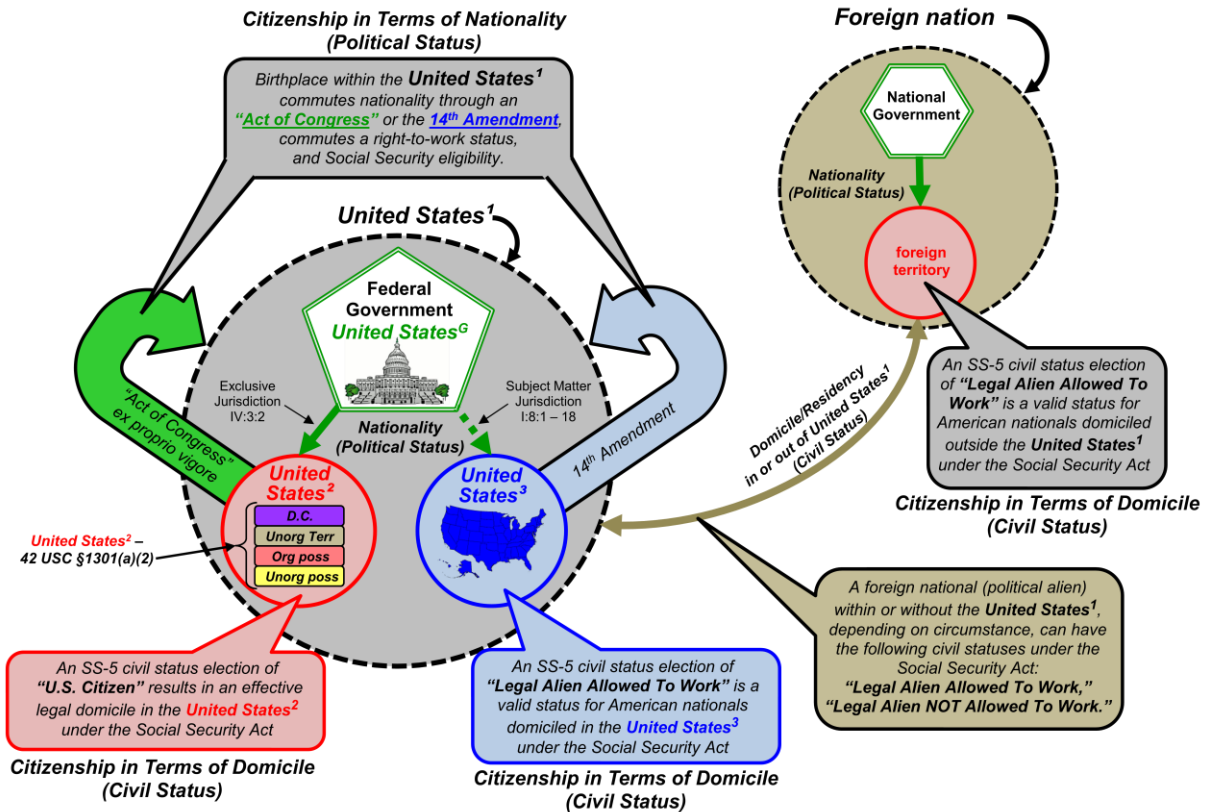 Citizenship in Terms of Nationality
(Political Status)
Birthplace within the United States¹
commutes nationality through an
“Act of Congress” or the 14th Amendment,
commutes a right-to-work status,
and Social Security eligibility.
Foreign nation
National
Government
Nationality
(Political Status)
foreign
territory
United States¹
Federal
Government
United Statesᴳ
Exclusive
Jurisdiction
IV:3:2
Subject Matter
Jurisdiction
I:8:1 – 18
Nationality
(Political Status)
“Act of Congress”
ex proprio vigore
14th Amendment
United
States²
D.C.
Unorg Terr
Org poss
Unorg poss
United States² –
42 USC §1301(a)(2)
United
States³
Domicile/Residency
in or out of United States¹
(Civil Status)
An SS-5 civil status election
of “Legal Alien Allowed To
Work” is a valid status for
American nationals domiciled
outside the United States¹
under the Social Security Act
Citizenship in Terms of Domicile
(Civil Status)
A foreign national (political alien)
within or without the United States¹,
depending on circumstance, can have
the following civil statuses under the
Social Security Act:
“Legal Alien Allowed To Work,”
“Legal Alien NOT Allowed To Work.”
An SS-5 civil status election of
“U.S. Citizen” results in an effective
legal domicile in the United States²
under the Social Security Act
Citizenship in Terms of Domicile
(Civil Status)
An SS-5 civil status election of
“Legal Alien Allowed To Work” is a
valid status for American nationals
domiciled in the United States³
under the Social Security Act
Citizenship in Terms of Domicile
(Civil Status)